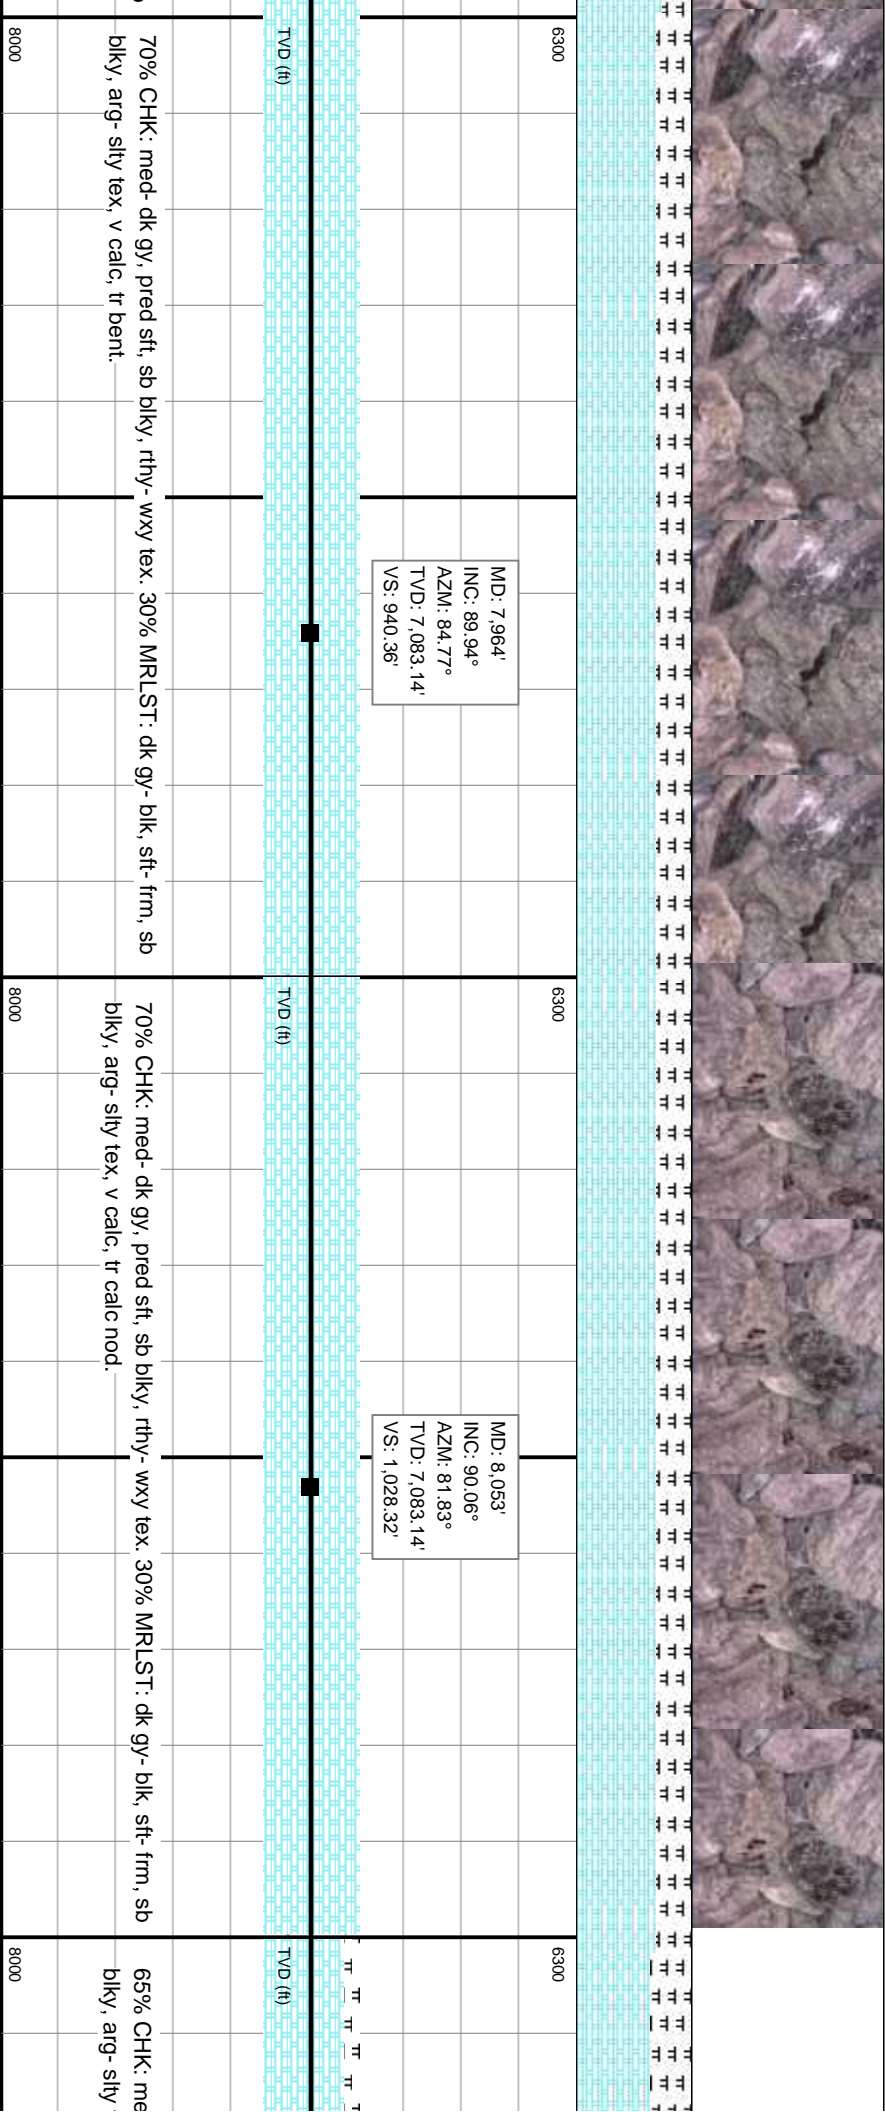 6300
TVD (ft)
8000
70% CHK: med- dk gy, pred sft, sb blky, rthy- wxy tex. 30% MRLST: dk gy- blk, sft- frm, sb
blky, arg- slty tex, v calc, tr bent.
MD: 7,964'
INC: 89.94°
AZM: 84.77°
TVD: 7,083.14'
VS: 940.36'
6300
TVD (ft)
8000
70% CHK: med- dk gy, pred sft, sb blky, rthy- wxy tex. 30% MRLST: dk gy- blk, sft- frm, sb
blky, arg- slty tex, v calc, tr calc nod.
MD: 8,053'
INC: 90.06°
AZM: 81.83°
TVD: 7,083.14'
VS: 1,028.32'
6300
TVD (ft)
8000
65% CHK: me
blky, arg- slty